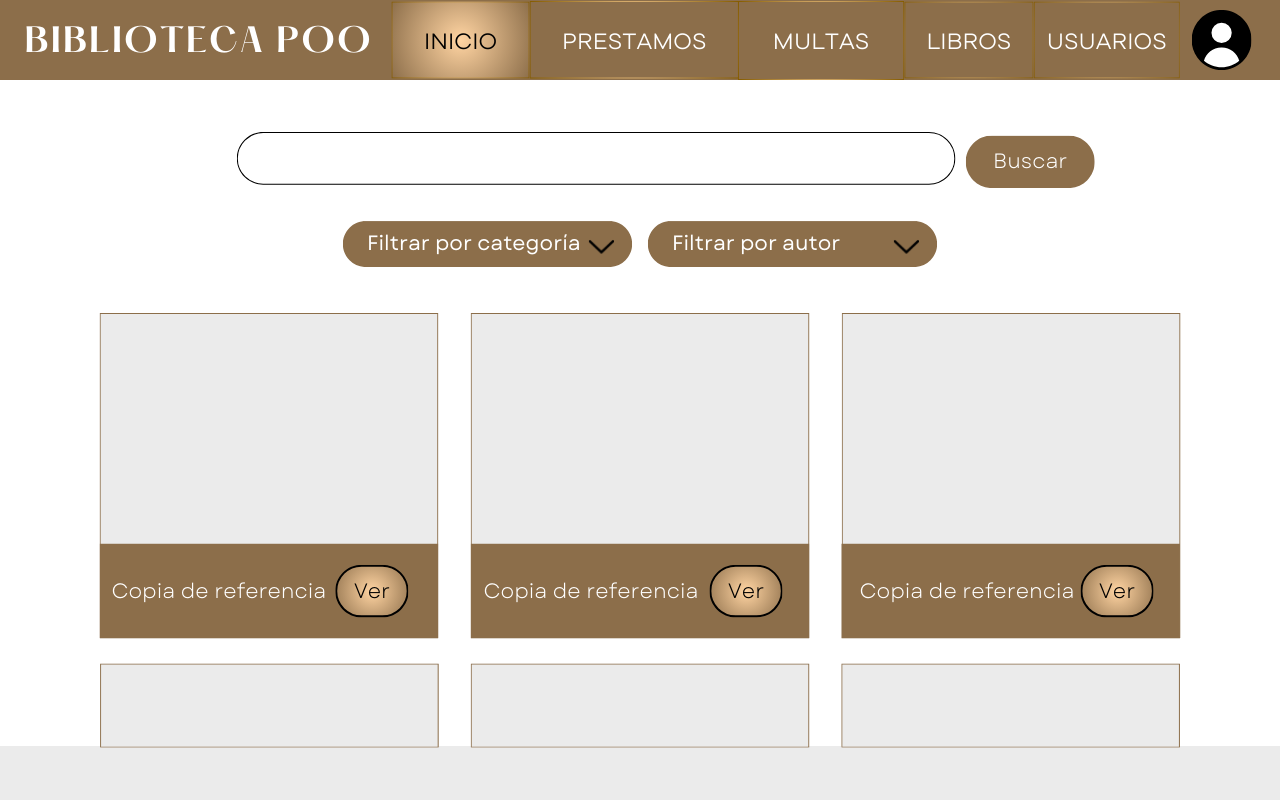 BIBLIOTECA POO INICIO PRESTAMOS MULTAS LIBROS USUARIOS
Buscar
Filtrar por categoría Filtrar por autor
Copia de referencia Ver Copia de referencia Ver Copia de referencia Ver